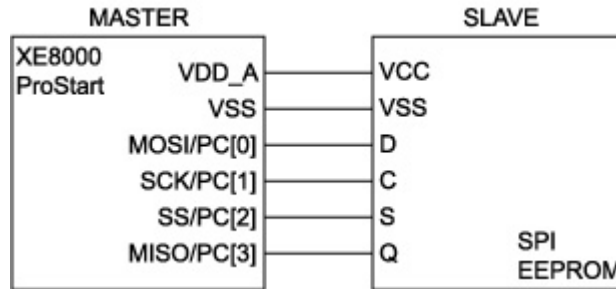 MASTER
SLAVE
XE8000
ProStart
VDD_A
VCC
VSS
VSS
MOSI/PC[0]
D
SCK/PC[1]
C
SS/PC[2]
S
MISO/PC[3]
Q
SPI
EEPROM